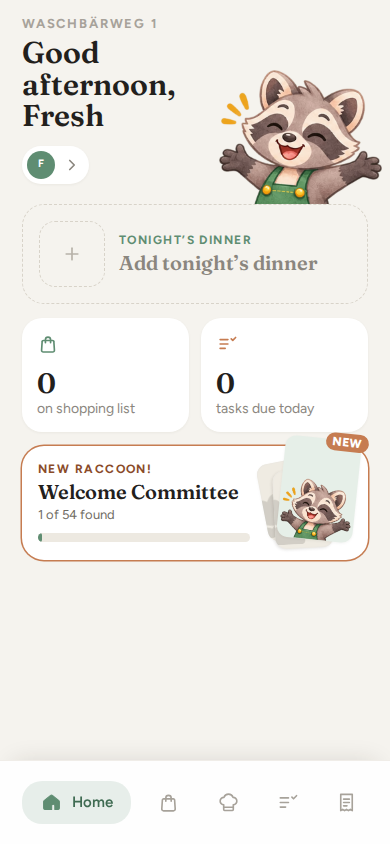 WASCHBÄRWEG 1
Good
afternoon,
Fresh
F
TONIGHT'S DINNER
Add tonight's dinner
0
on shopping list
0
tasks due today
NEW
NEW RACCOON!
Welcome Committee
1 of 54 found
Home